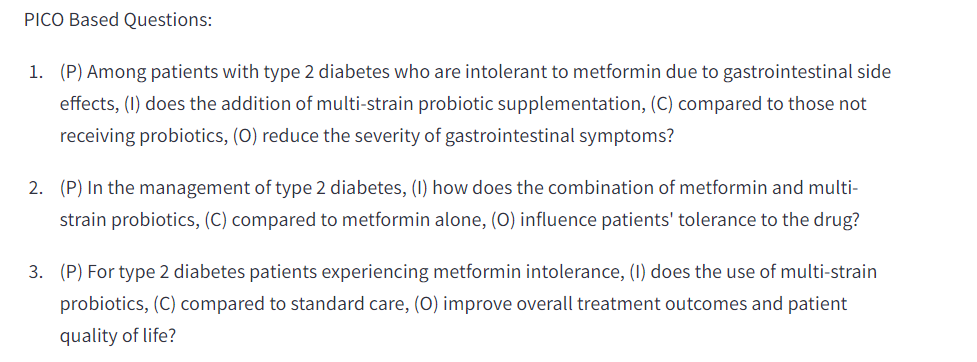 PICO Based Questions:
1. (P) Among patients with type 2 diabetes who are intolerant to metformin due to gastrointestinal side
effects, (I) does the addition of multi-strain probiotic supplementation, (C) compared to those not
receiving probiotics, (O) reduce the severity of gastrointestinal symptoms?
2. (P) In the management of type 2 diabetes, (I) how does the combination of metformin and multi-
strain probiotics, (C) compared to metformin alone, (O) influence patients' tolerance to the drug?
3. (P) For type 2 diabetes patients experiencing metformin intolerance, (I) does the use of multi-strain
probiotics, (C) compared to standard care, (O) improve overall treatment outcomes and patient
quality of life?